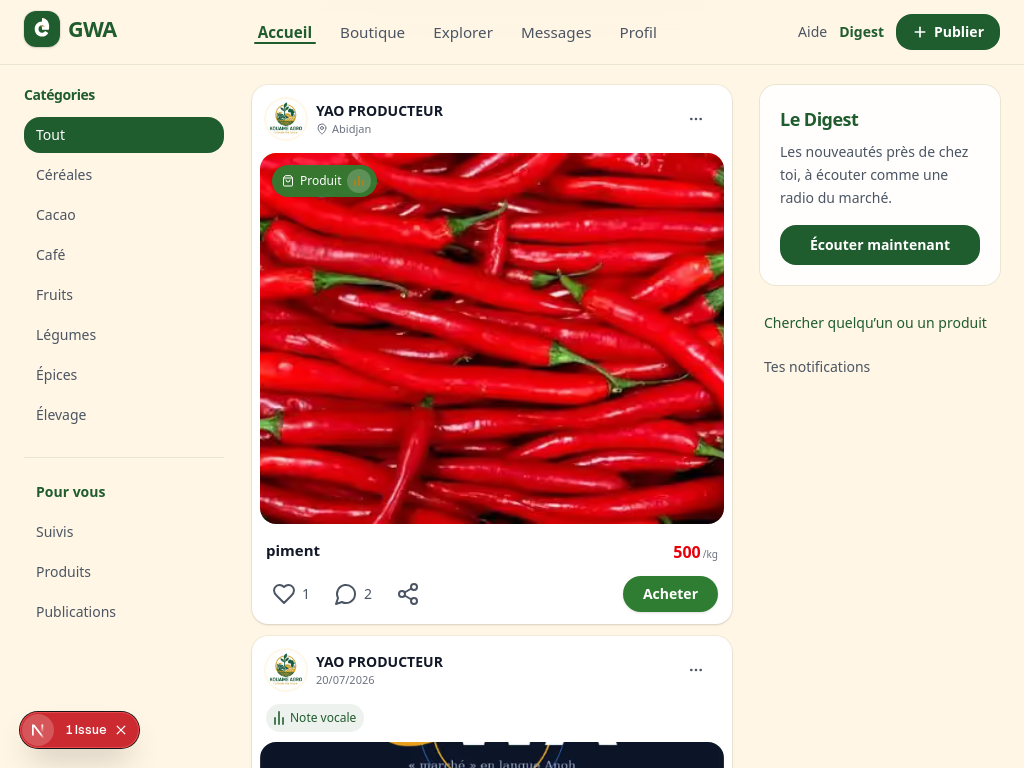 GWA
Accueil
Boutique
Explorer
Messages
Profil
Aide
Digest
Publier
Catégories
Tout
Céréales
Cacao
Café
Fruits
Légumes
Épices
Élevage
Pour vous
Suivis
Produits
Publications
1 Issue
YAO PRODUCTEUR
Abidjan
Produit
piment
500 /kg
1
2
Acheter
YAO PRODUCTEUR
20/07/2026
Note vocale
« marché » en langue
Le Digest
Les nouveautés près de chez
toi, à écouter comme une
radio du marché.
Écouter maintenant
Chercher quelqu'un ou un produit
Tes notifications